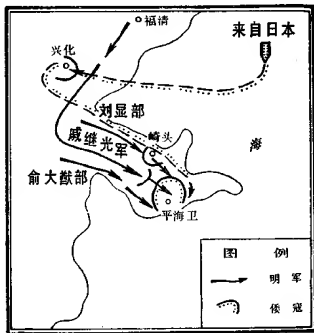 福清
兴化
来自日本
刘显部
崎头
戚继光军
海
俞大猷部
平海卫
图 例
明军
倭寇